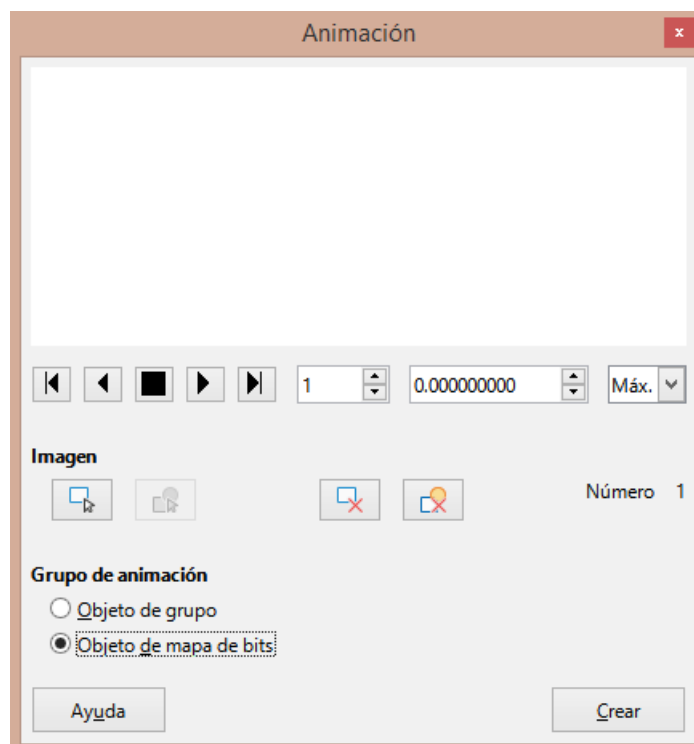 Animación
x
1 0.000000000 Máx.
Imagen
Número 1
Grupo de animación
Objeto de grupo
Objeto de mapa de bits
Ayuda Crear